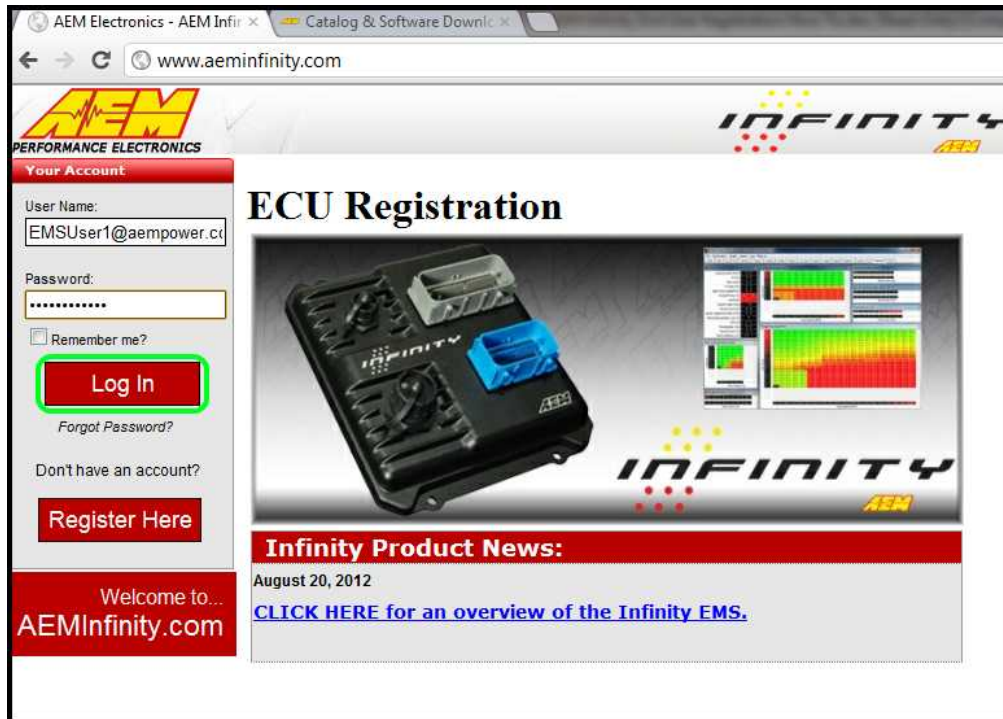 AEM Electronics - AEM Infir
Catalog & Software Downlc
www.aeminfinity.com
AEM
PERFORMANCE ELECTRONICS
INFINITY
AEM
Your Account
User Name:
EMSUser1@aempower.cc
Password:
Remember me?
Log In
Forgot Password?
Don't have an account?
Register Here
Welcome to...
AEMInfinity.com
ECU Registration
INFINITY
AEM
INFINITY
AEM
Infinity Product News:
August 20, 2012
CLICK HERE for an overview of the Infinity EMS.